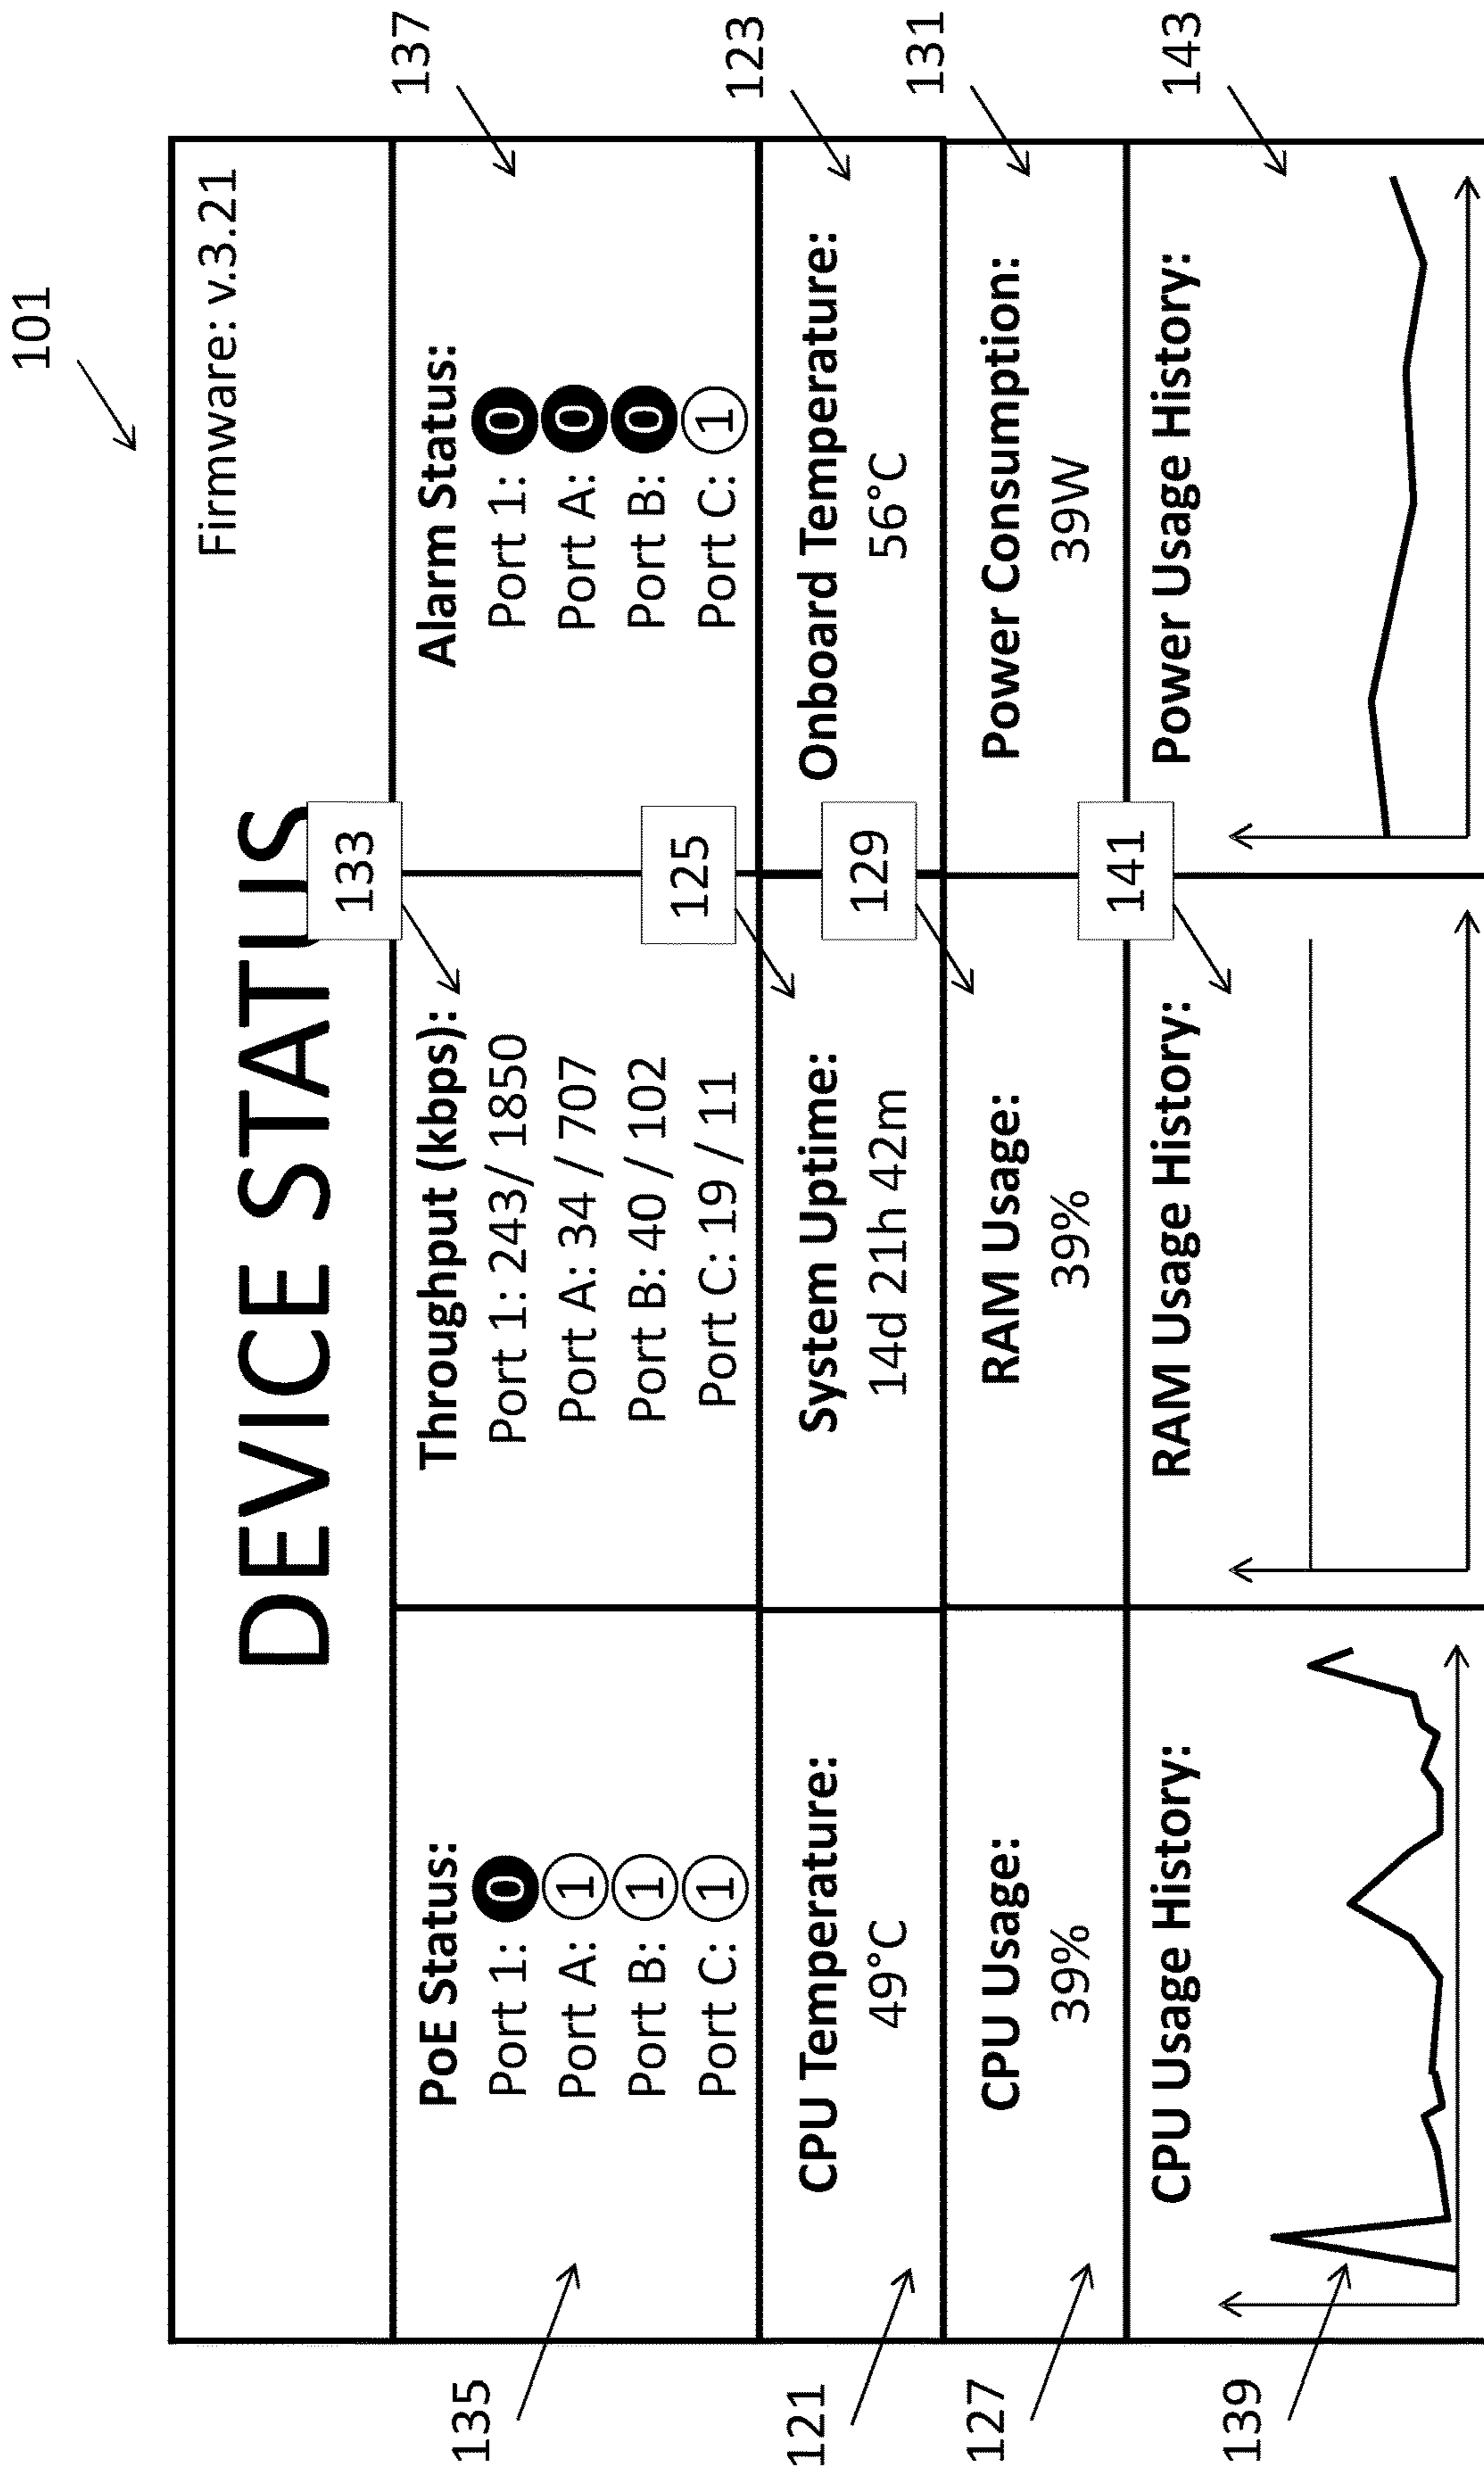 101
Firmware: v.3.21
DEVICE STATUS
133
137
135
PoE Status:
Port 1: 0
Port A: 1
Port B: 1
Port C: 1
Throughput (kbps):
Port 1: 243/ 1850
Port A: 34 / 707
Port B: 40 / 102
Port C: 19 / 11
Alarm Status:
Port 1: 0
Port A: 0
Port B: 0
Port C: 1
125
123
121
CPU Temperature:
49°C
System Uptime:
14d 21h 42m
Onboard Temperature:
56°C
129
131
127
CPU Usage:
39%
RAM Usage:
39%
Power Consumption:
39W
141
143
139
CPU Usage History:
RAM Usage History:
Power Usage History: